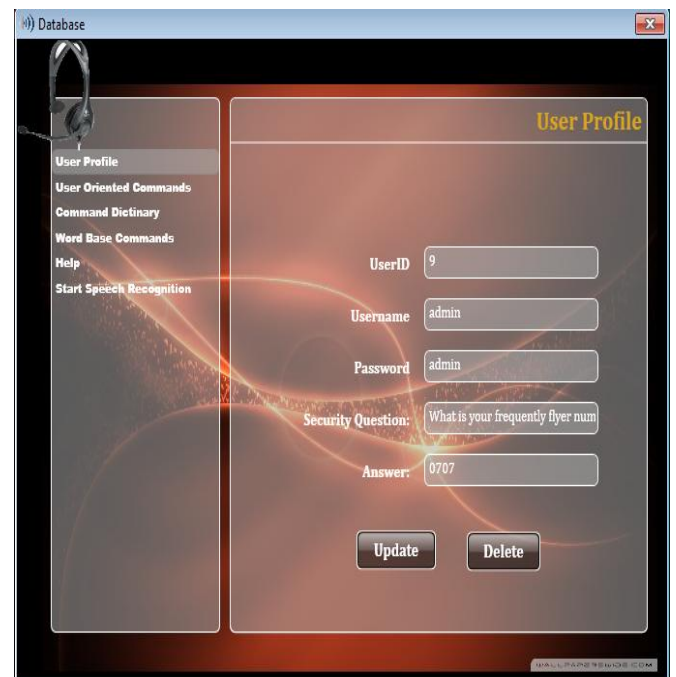 Database
User Profile
User Profile
User Oriented Commands
Command Dictinary
Word Base Commands
Help
Start Speech Recognition
UserID 9
Username admin
Password admin
Security Question: What is your frequently flyer num
Answer: 0707
Update Delete
WALLPAPERSWIDE.COM